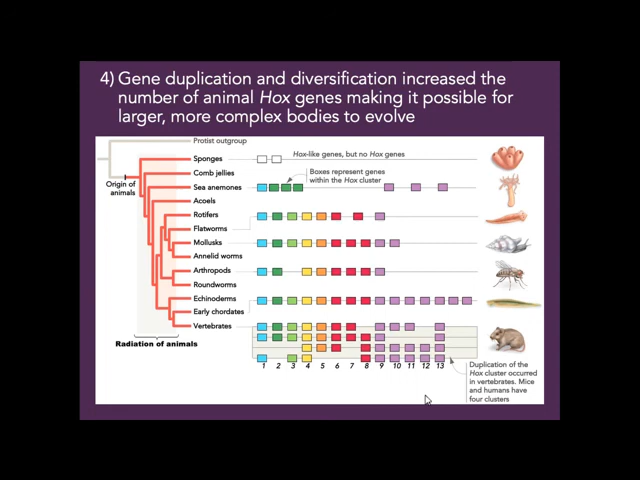 4) Gene duplication and diversification increased the
number of animal Hox genes making it possible for
larger, more complex bodies to evolve
Protist outgroup
Sponges
Hox-like genes, but no Hox genes
Comb jellies
Boxes represent genes
within the Hox cluster
Origin of
animals
Sea anemones
Acoels
Rotifers
Flatworms
Mollusks
Annelid worms
Arthropods
Roundworms
Echinoderms
Early chordates
Vertebrates
Radiation of animals
1 2 3 4 5 6 7 8 9 10 11 12 13
Duplication of the
Hox cluster occurred
in vertebrates. Mice
and humans have
four clusters